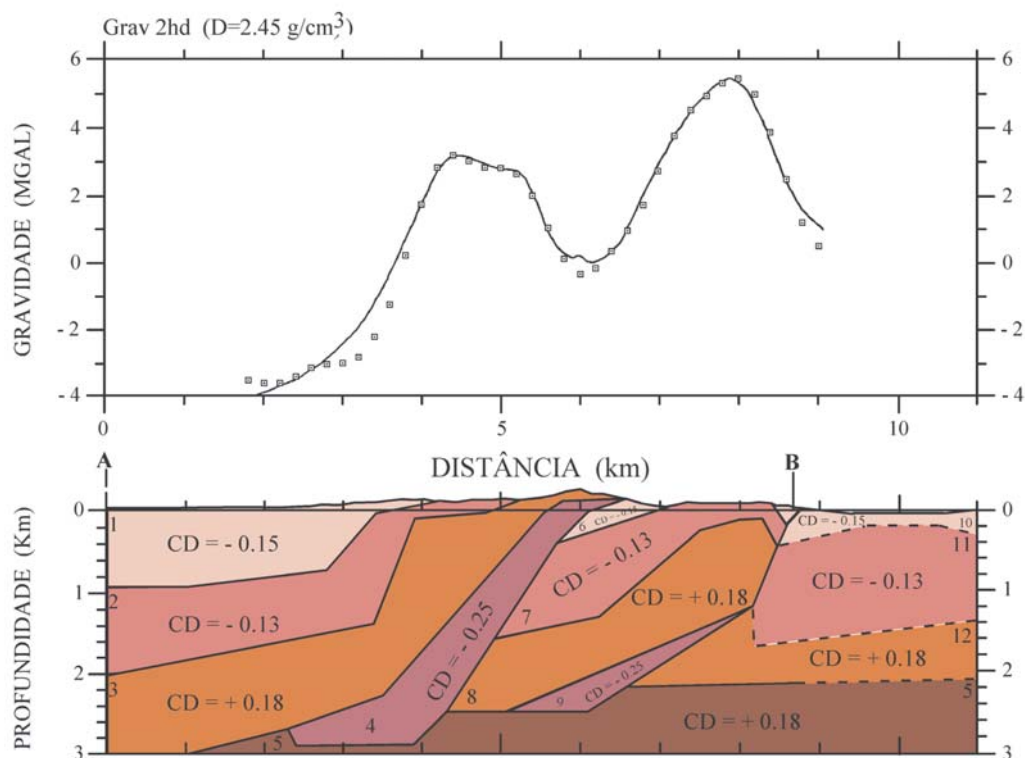 Grav 2hd (D=2.45 g/cm³)
6 6
4 4
2 2
0 0
- 2 - 2
- 4 - 4
GRAVIDADE (MGAL)
0 5 10
A DISTÂNCIA (km) B
PROFUNDIDADE (Km)
0 0
1 1
2 2
3 3
1
CD = - 0.15
2
CD = - 0.13
3
CD = + 0.18
4
5
CD = - 0.25
6
CD = - 0.15
7
CD = - 0.13
8
CD = + 0.18
9
CD = - 0.25
CD = + 0.18
CD = - 0.15
10
11
CD = - 0.13
12
CD = + 0.18
5